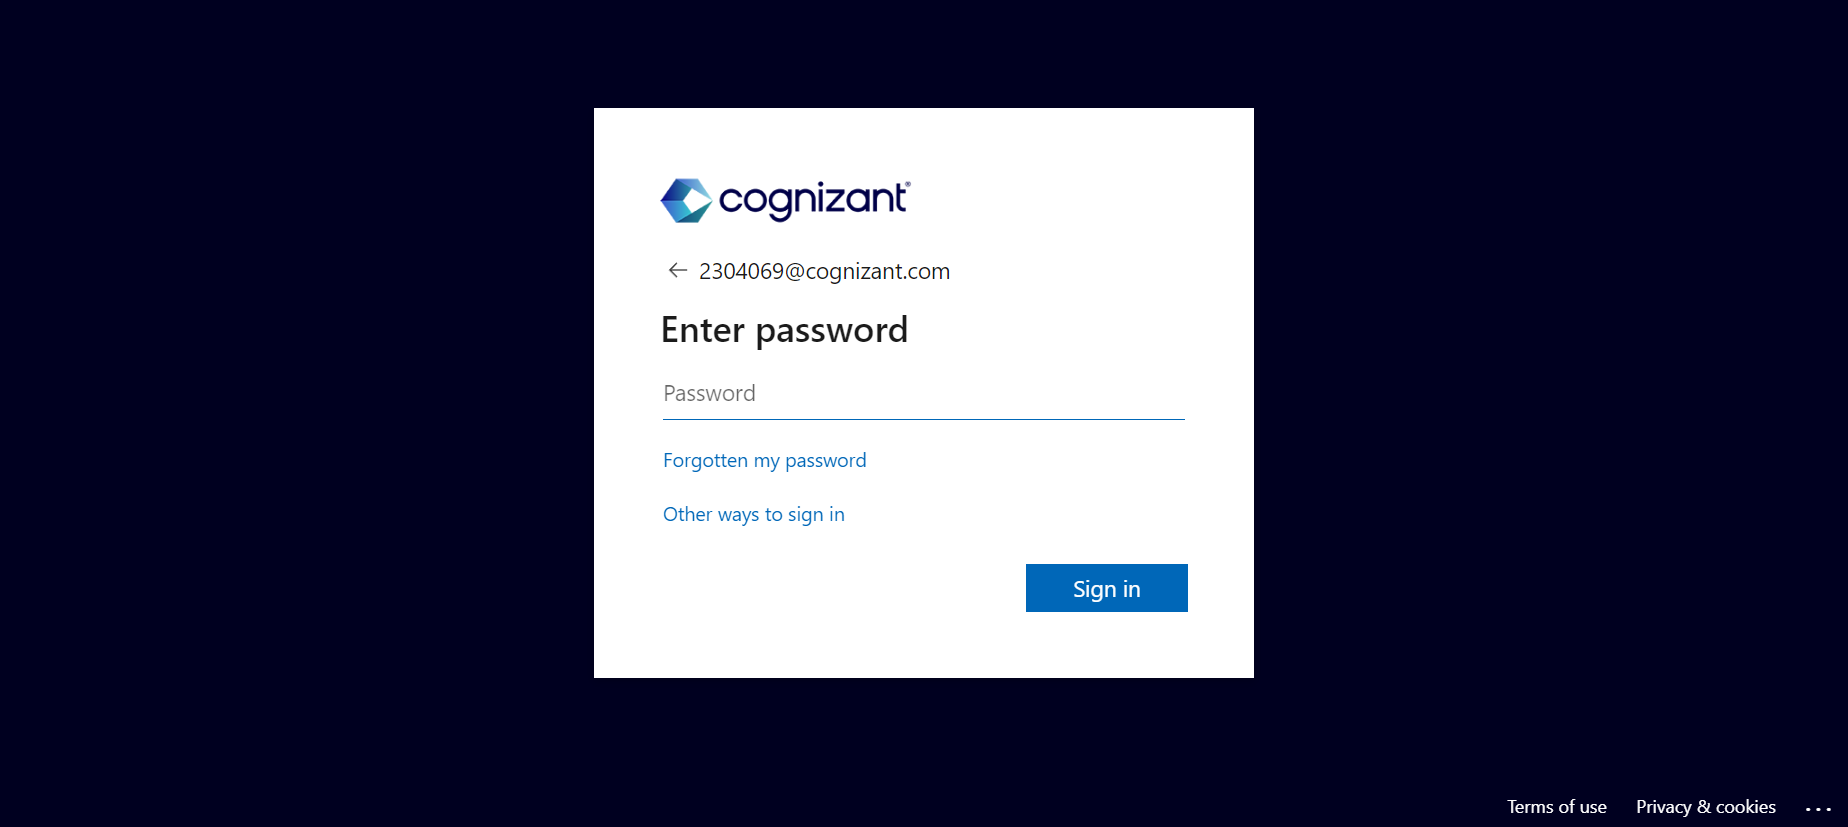 cognizant®
2304069@cognizant.com
Enter password
Password
Forgotten my password
Other ways to sign in
Sign in
Terms of use Privacy & cookies ...